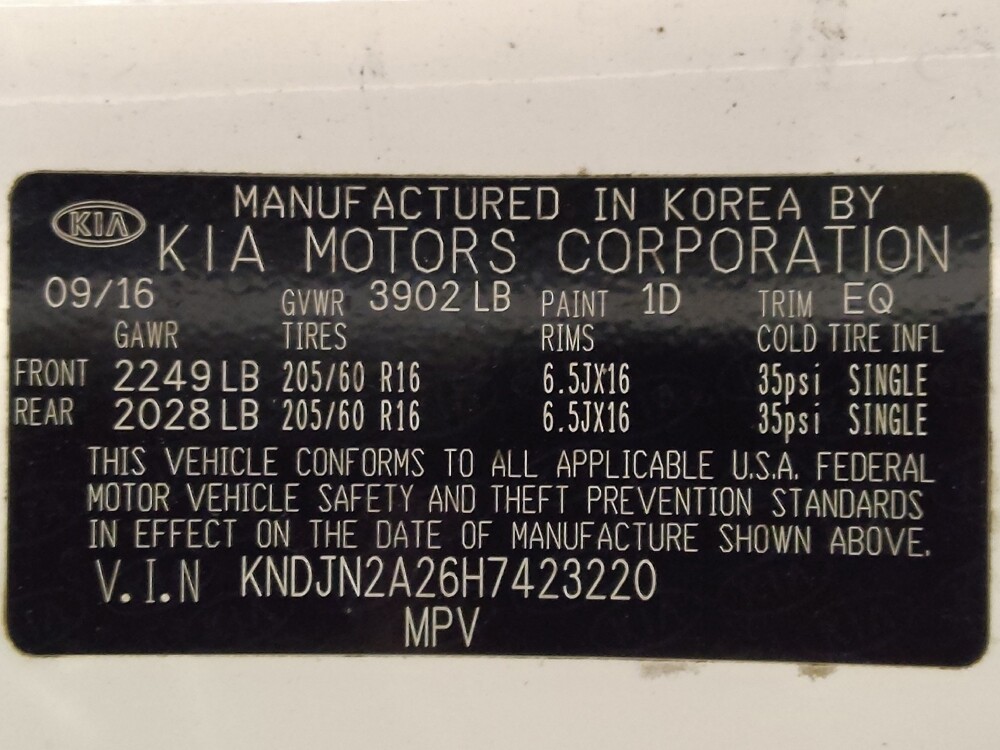 KIA
MANUFACTURED IN KOREA BY
KIA MOTORS CORPORATION
09/16 GVWR 3902 LB PAINT 1D TRIM EQ
GAWR TIRES RIMS COLD TIRE INFL
FRONT 2249 LB 205/60 R16 6.5JX16 35psi SINGLE
REAR 2028 LB 205/60 R16 6.5JX16 35psi SINGLE
THIS VEHICLE CONFORMS TO ALL APPLICABLE U.S.A. FEDERAL
MOTOR VEHICLE SAFETY AND THEFT PREVENTION STANDARDS
IN EFFECT ON THE DATE OF MANUFACTURE SHOWN ABOVE.
V.I.N KNDJN2A26H7423220
MPV